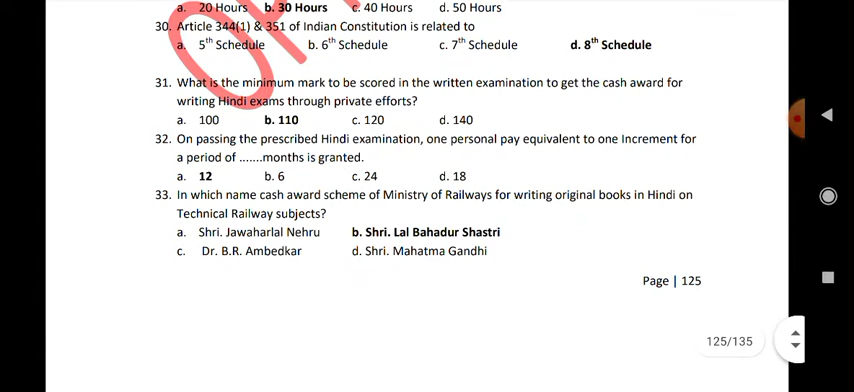 a. 20 Hours b. 30 Hours c. 40 Hours d. 50 Hours
30. Article 344(1) & 351 of Indian Constitution is related to
a. 5th Schedule b. 6th Schedule c. 7th Schedule d. 8th Schedule
31. What is the minimum mark to be scored in the written examination to get the cash award for
writing Hindi exams through private efforts?
a. 100 b. 110 c. 120 d. 140
32. On passing the prescribed Hindi examination, one personal pay equivalent to one Increment for
a period of .......months is granted.
a. 12 b. 6 c. 24 d. 18
33. In which name cash award scheme of Ministry of Railways for writing original books in Hindi on
Technical Railway subjects?
a. Shri. Jawaharlal Nehru b. Shri. Lal Bahadur Shastri
c. Dr. B.R. Ambedkar d. Shri. Mahatma Gandhi
Page | 125
125/135